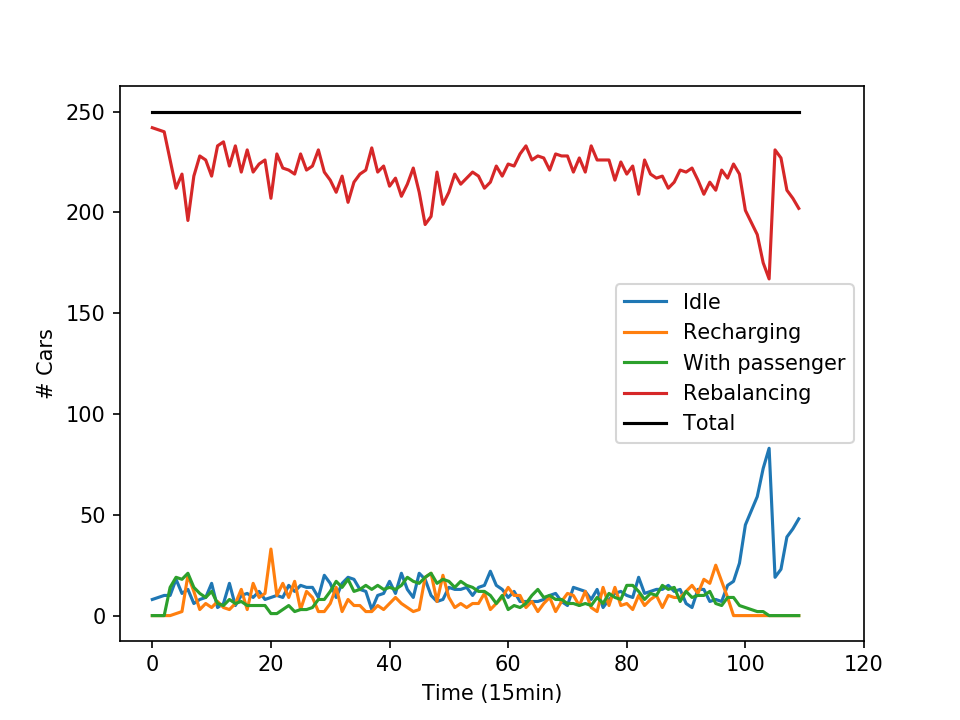 250
200
150
100
50
0
# Cars
Idle
Recharging
With passenger
Rebalancing
Total
0 20 40 60 80 100 120
Time (15min)